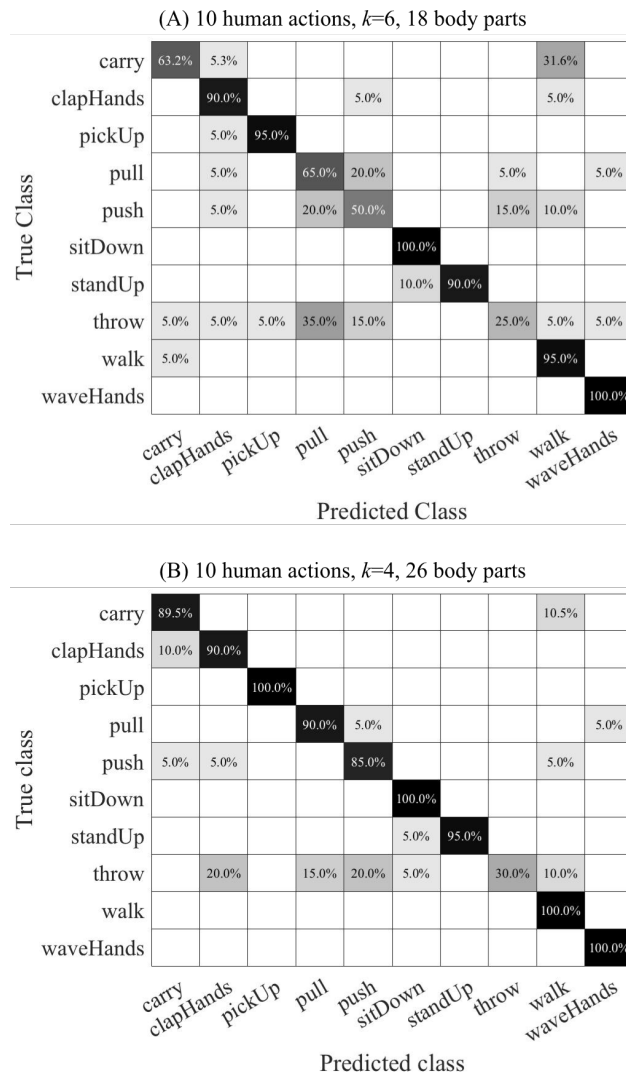 (A) 10 human actions, k=6, 18 body parts
True Class
carry 63.2% 5.3% 31.6%
clapHands 90.0% 5.0% 5.0%
pickUp 5.0% 95.0%
pull 5.0% 65.0% 20.0% 5.0% 5.0%
push 5.0% 20.0% 50.0% 15.0% 10.0%
sitDown 100.0%
standUp 10.0% 90.0%
throw 5.0% 5.0% 5.0% 35.0% 15.0% 25.0% 5.0% 5.0%
walk 5.0% 95.0%
waveHands 100.0%
carry clapHands pickUp pull push sitDown standUp throw walk waveHands
Predicted Class
(B) 10 human actions, k=4, 26 body parts
True class
carry 89.5% 10.5%
clapHands 10.0% 90.0%
pickUp 100.0%
pull 90.0% 5.0% 5.0%
push 5.0% 5.0% 85.0% 5.0%
sitDown 100.0%
standUp 5.0% 95.0%
throw 20.0% 15.0% 20.0% 5.0% 30.0% 10.0%
walk 100.0%
waveHands 100.0%
carry clapHands pickUp pull push sitDown standUp throw walk waveHands
Predicted class